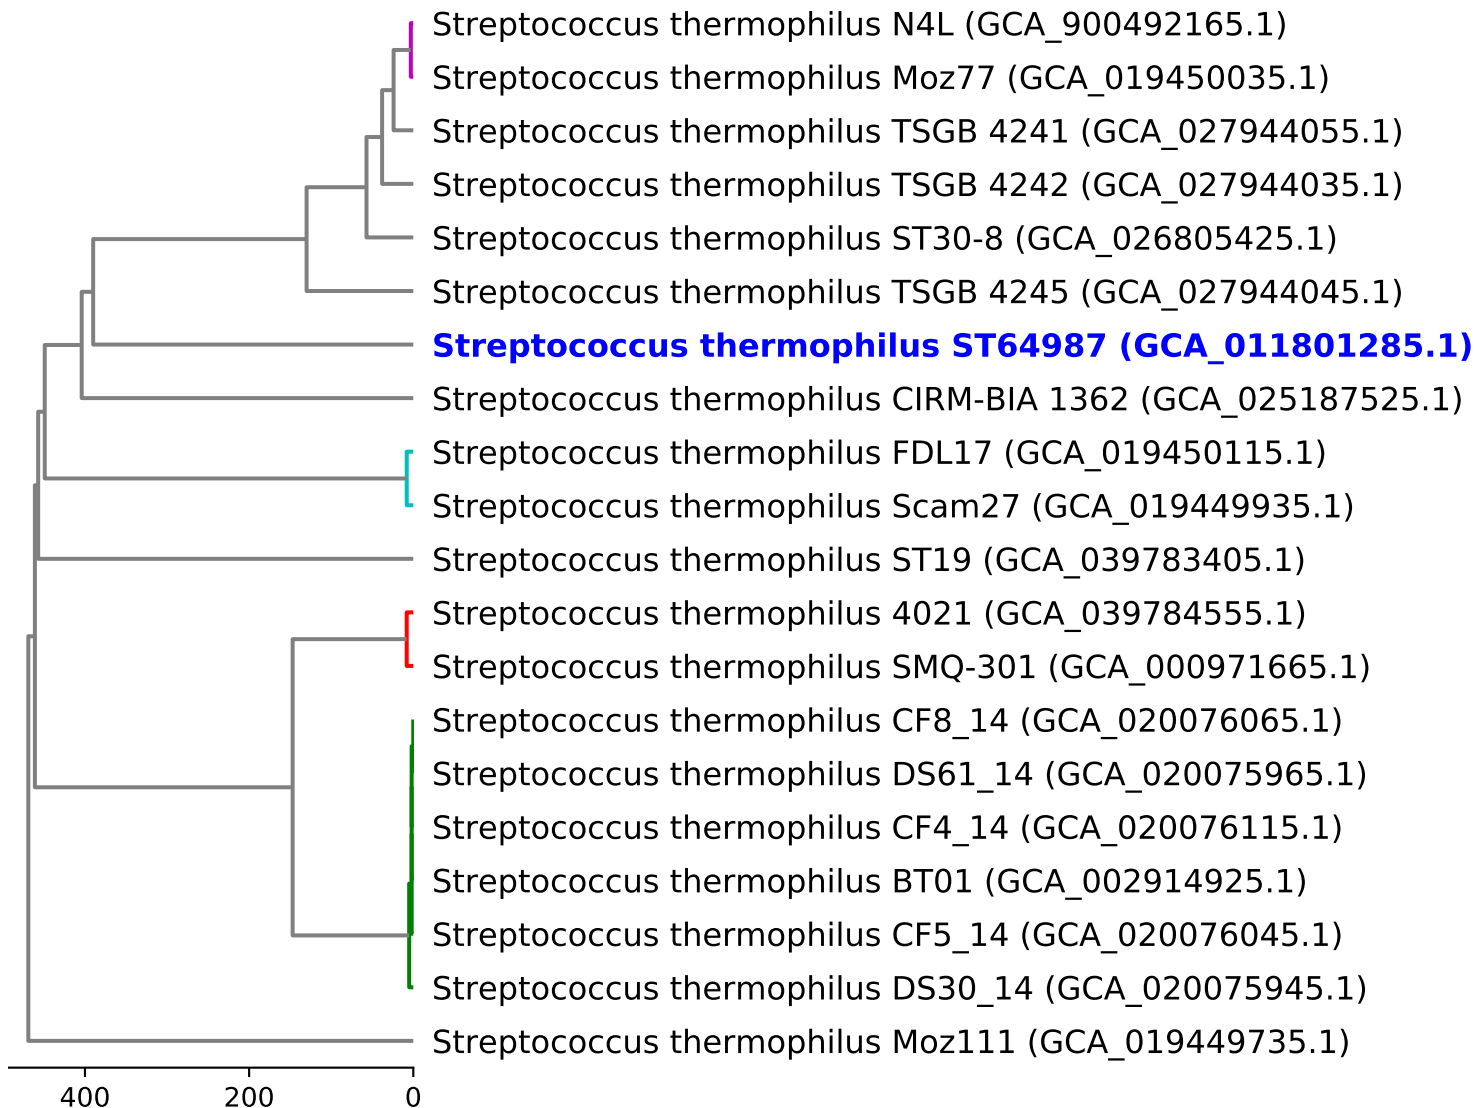 Streptococcus thermophilus N4L (GCA_900492165.1)
Streptococcus thermophilus Moz77 (GCA_019450035.1)
Streptococcus thermophilus TSGB 4241 (GCA_027944055.1)
Streptococcus thermophilus TSGB 4242 (GCA_027944035.1)
Streptococcus thermophilus ST30-8 (GCA_026805425.1)
Streptococcus thermophilus TSGB 4245 (GCA_027944045.1)
Streptococcus thermophilus ST64987 (GCA_011801285.1)
Streptococcus thermophilus CIRM-BIA 1362 (GCA_025187525.1)
Streptococcus thermophilus FDL17 (GCA_019450115.1)
Streptococcus thermophilus Scam27 (GCA_019449935.1)
Streptococcus thermophilus ST19 (GCA_039783405.1)
Streptococcus thermophilus 4021 (GCA_039784555.1)
Streptococcus thermophilus SMQ-301 (GCA_000971665.1)
Streptococcus thermophilus CF8_14 (GCA_020076065.1)
Streptococcus thermophilus DS61_14 (GCA_020075965.1)
Streptococcus thermophilus CF4_14 (GCA_020076115.1)
Streptococcus thermophilus BT01 (GCA_002914925.1)
Streptococcus thermophilus CF5_14 (GCA_020076045.1)
Streptococcus thermophilus DS30_14 (GCA_020075945.1)
Streptococcus thermophilus Moz111 (GCA_019449735.1)
400 200 0